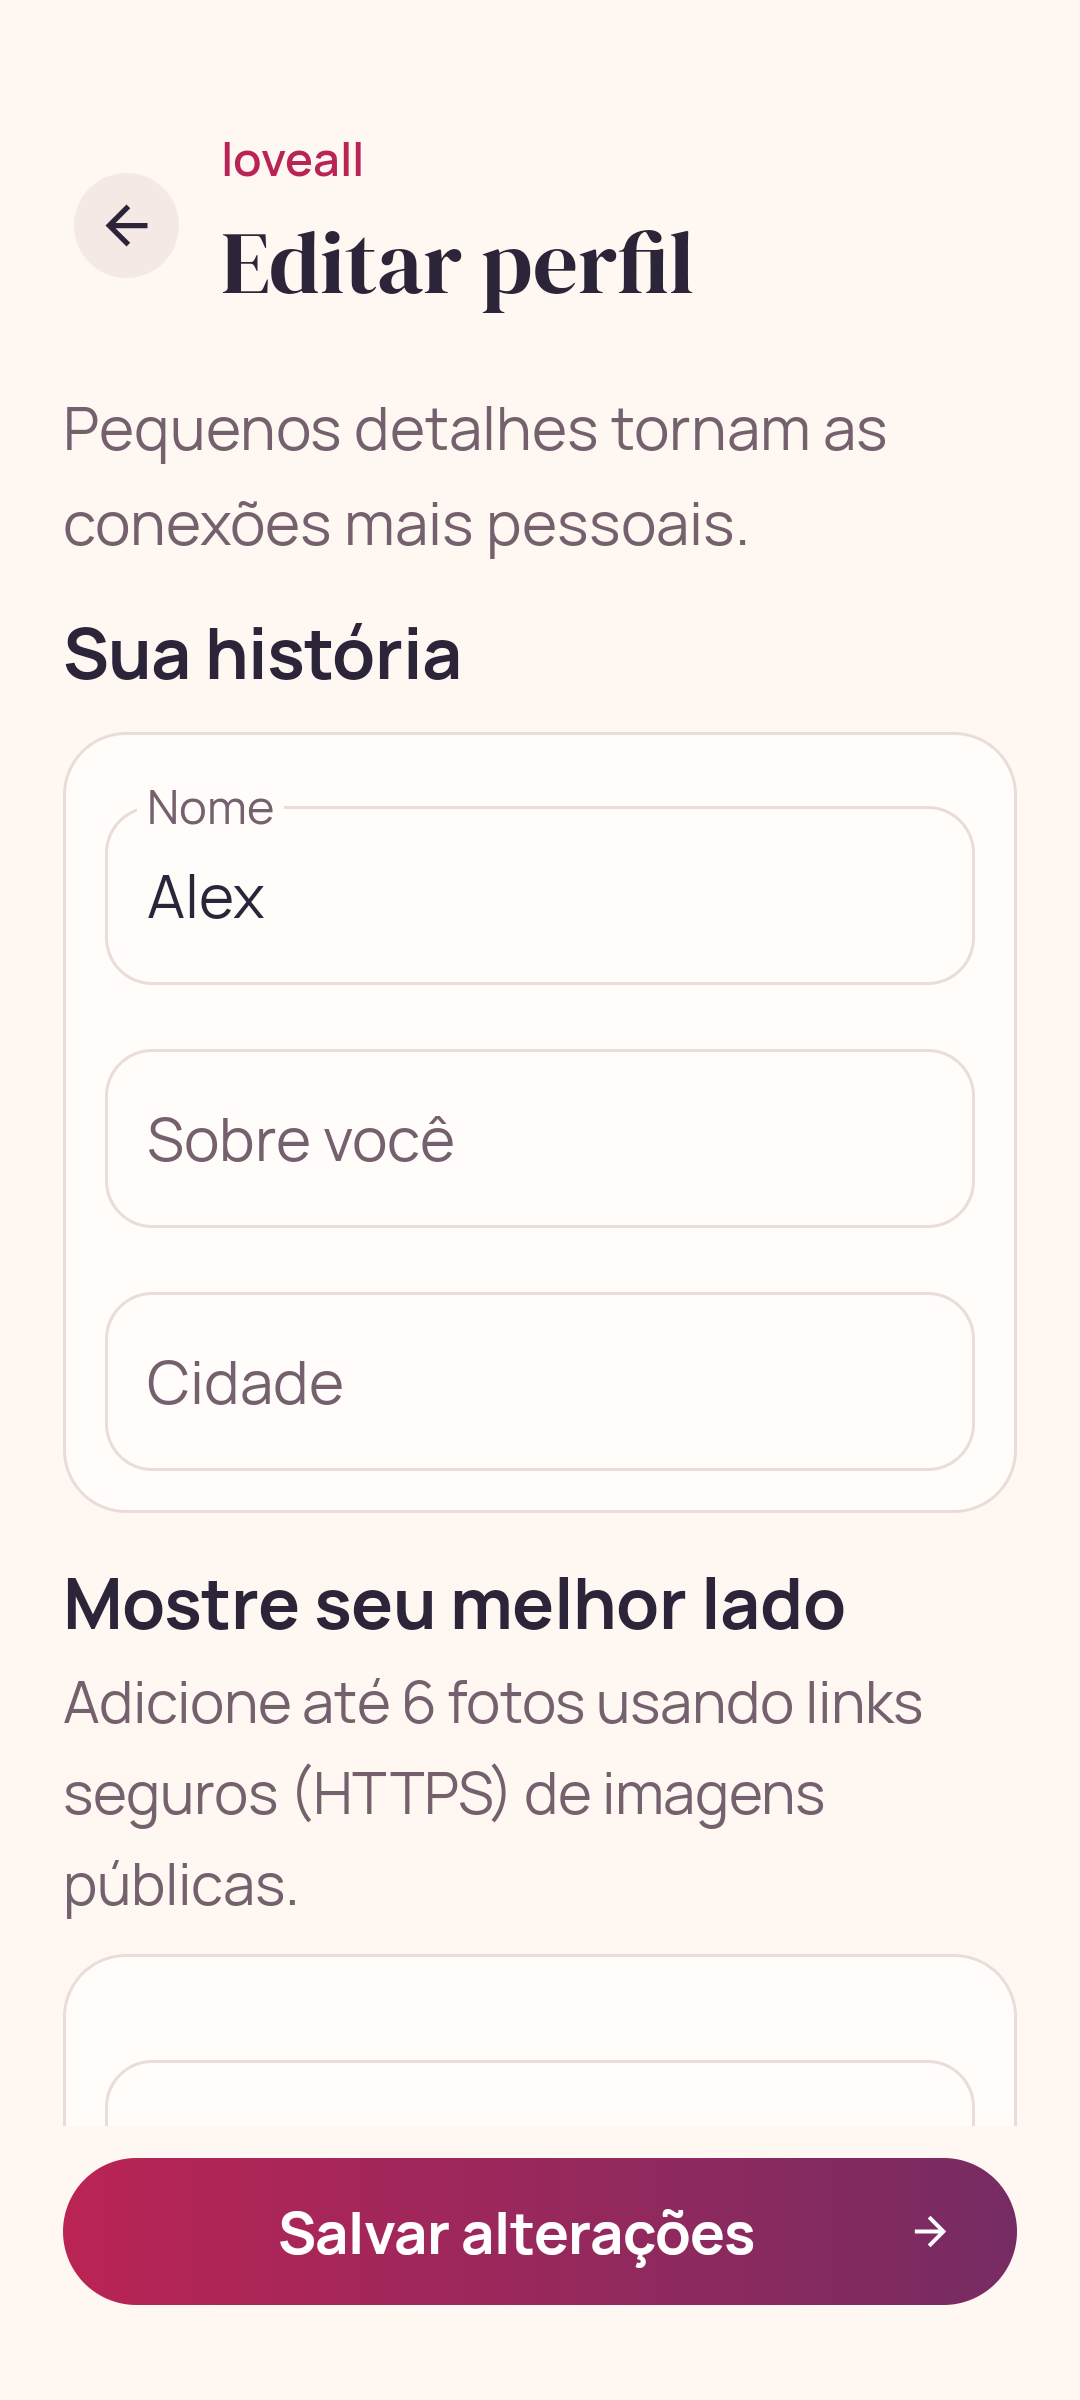 loveall
Editar perfil
Pequenos detalhes tornam as
conexões mais pessoais.
Sua história
Nome
Alex
Sobre você
Cidade
Mostre seu melhor lado
Adicione até 6 fotos usando links
seguros (HTTPS) de imagens
públicas.
Salvar alterações